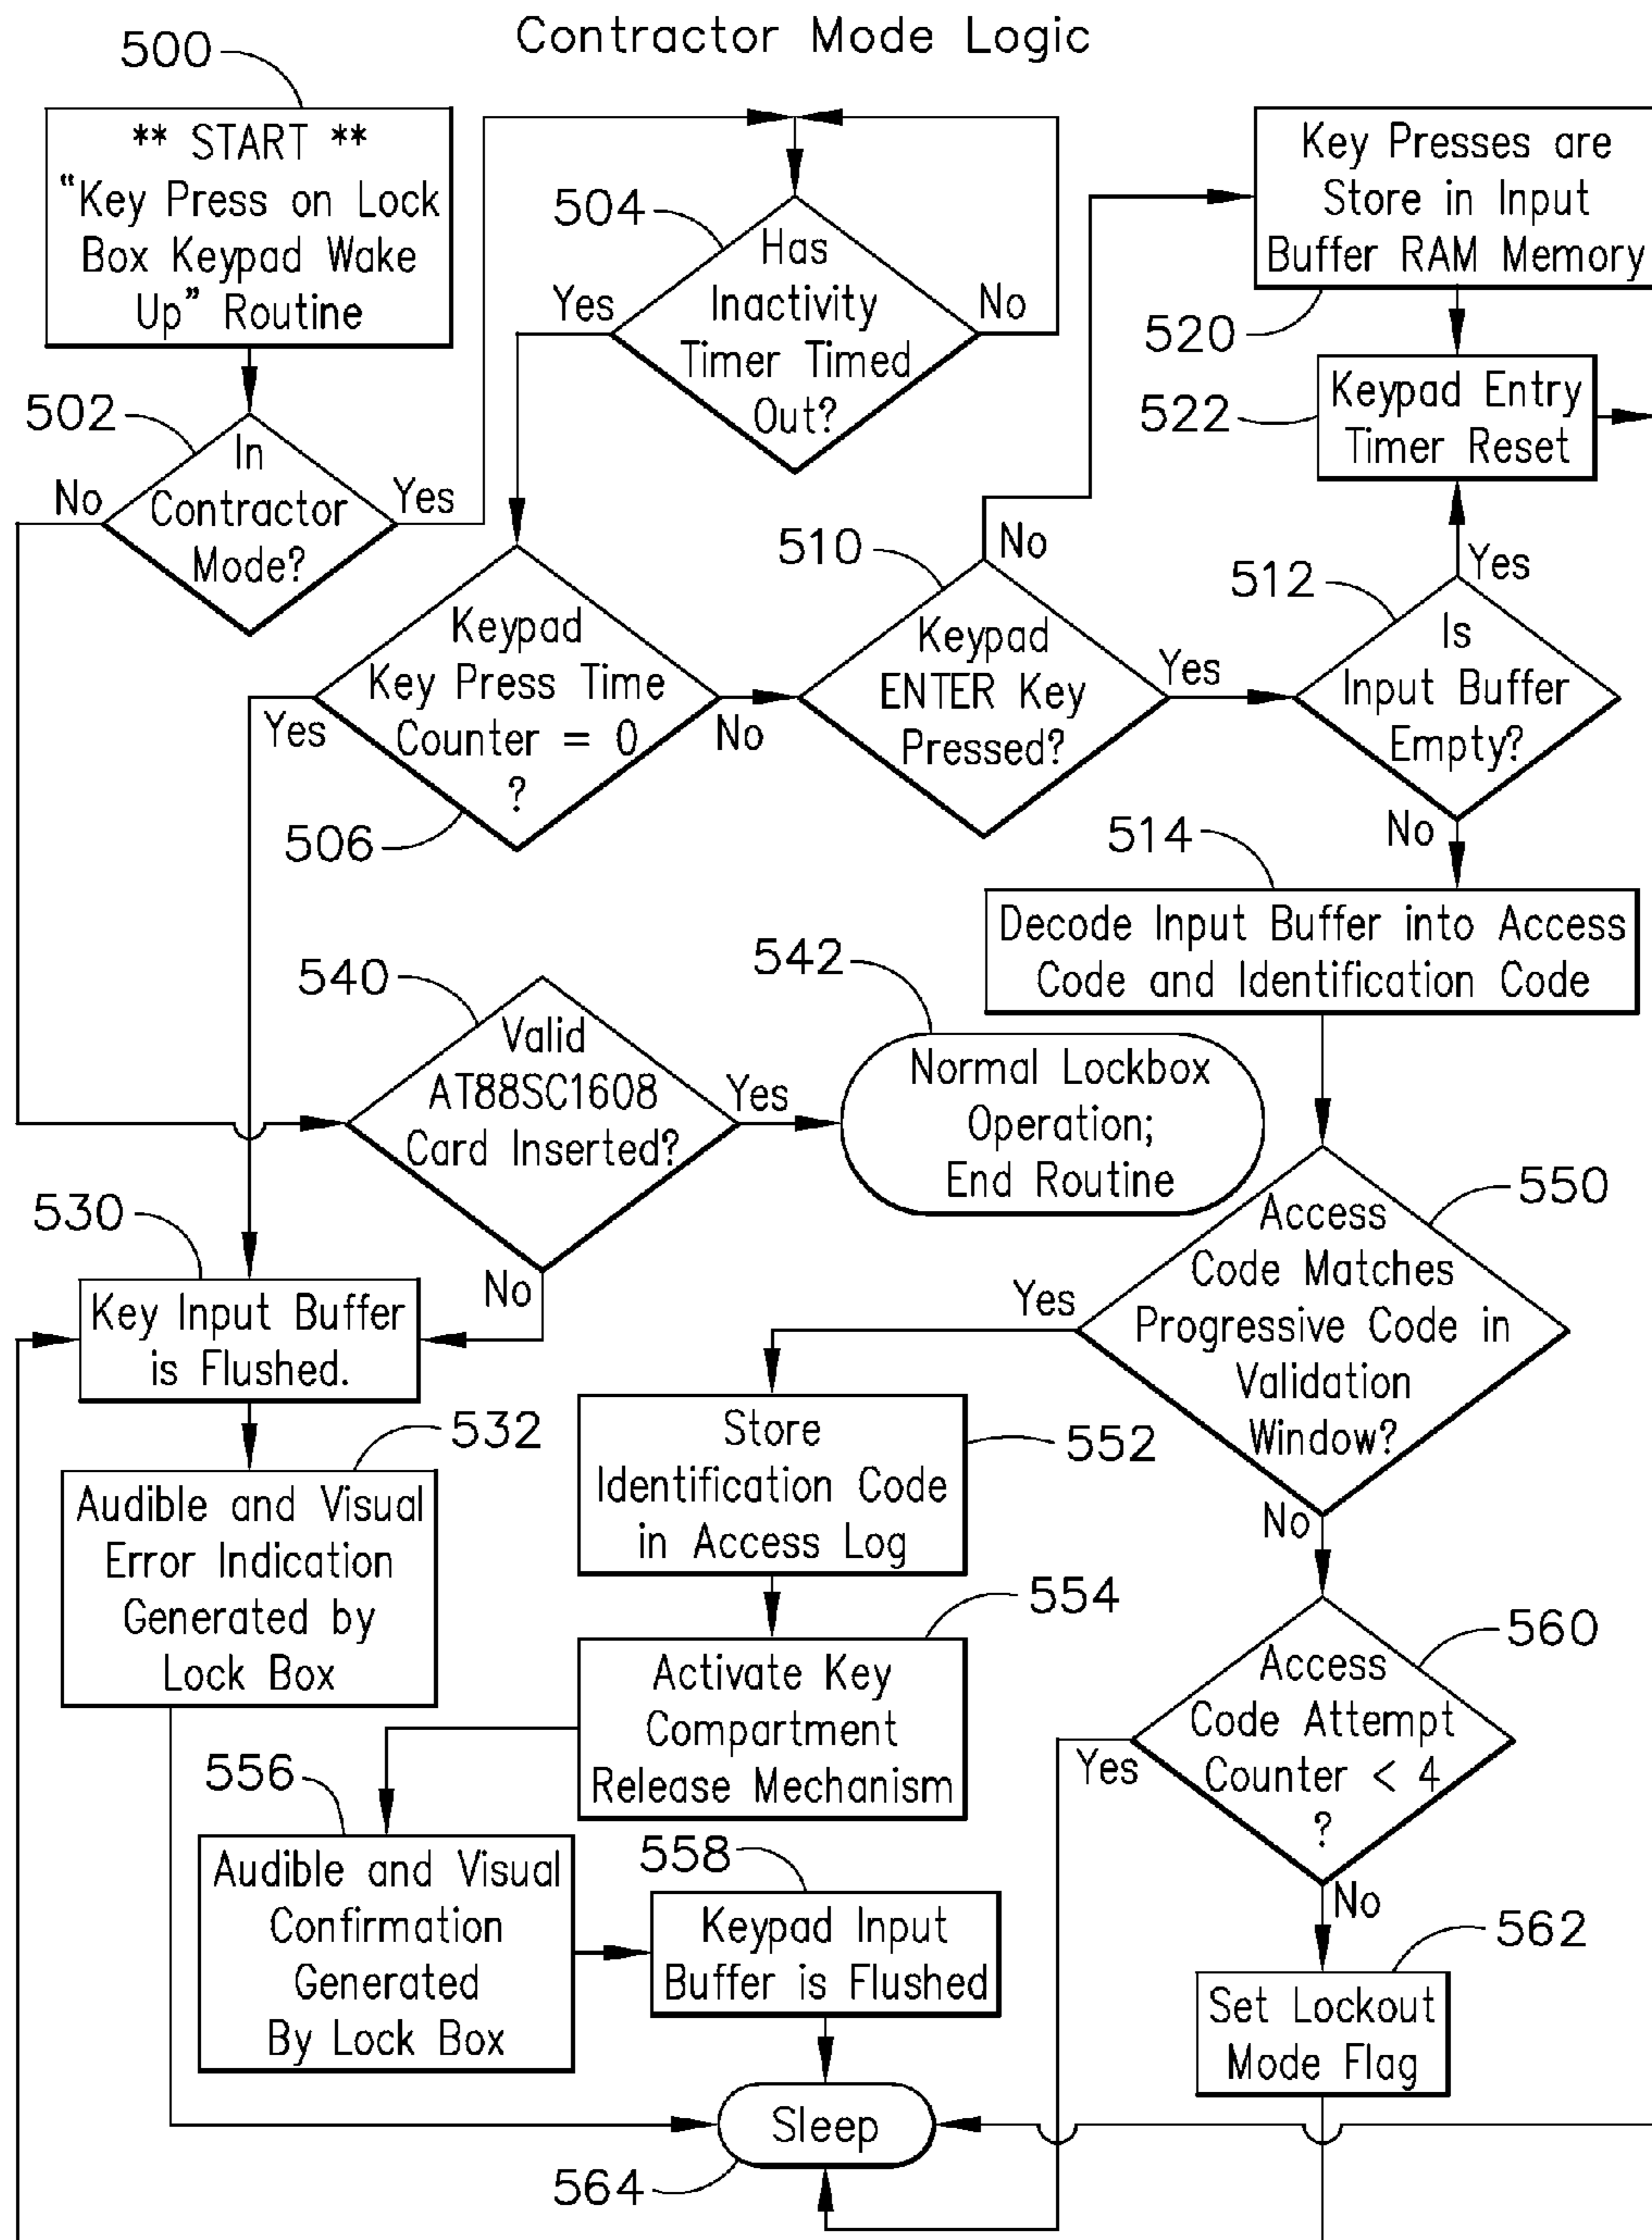 Contractor Mode Logic
500
** START **
“Key Press on Lock
Box Keypad Wake
Up” Routine
502
In
Contractor
Mode?
No
Yes
504
Has
Inactivity
Timer Timed
Out?
Yes
No
Key Presses are
Store in Input
Buffer RAM Memory
520
Keypad Entry
Timer Reset
522
Keypad
Key Press Time
Counter = 0
?
Yes
No
506
510
No
Keypad
ENTER Key
Pressed?
Yes
512
Yes
Is
Input Buffer
Empty?
No
514
Decode Input Buffer into Access
Code and Identification Code
540
Valid
AT88SC1608
Card Inserted?
Yes
No
542
Normal Lockbox
Operation;
End Routine
530
Key Input Buffer
is Flushed.
532
Audible and Visual
Error Indication
Generated by
Lock Box
550
Access
Code Matches
Progressive Code in
Validation
Window?
Yes
No
Store
Identification Code
in Access Log
552
554
Activate Key
Compartment
Release Mechanism
556
Audible and Visual
Confirmation
Generated
By Lock Box
558
Keypad Input
Buffer is Flushed
560
Access
Code Attempt
Counter < 4
?
Yes
No
562
Set Lockout
Mode Flag
Sleep
564